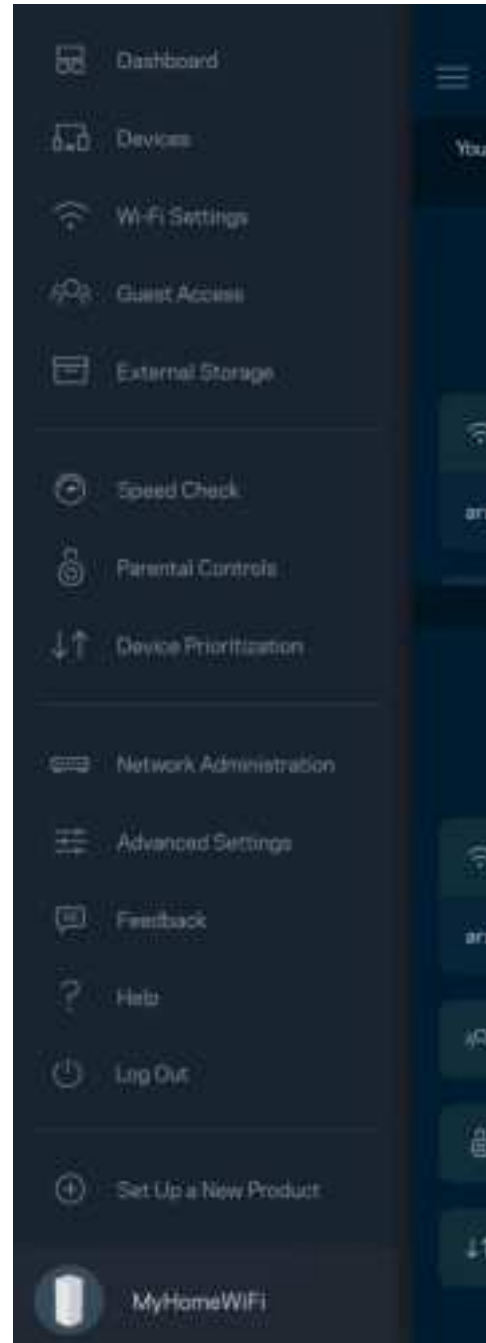 Dashboard
Devices
Wi-Fi Settings
Guest Access
External Storage
Speed Check
Parental Controls
Device Prioritization
Network Administration
Advanced Settings
Feedback
Help
Log Out
Set Up a New Product
MyHomeWiFi
You